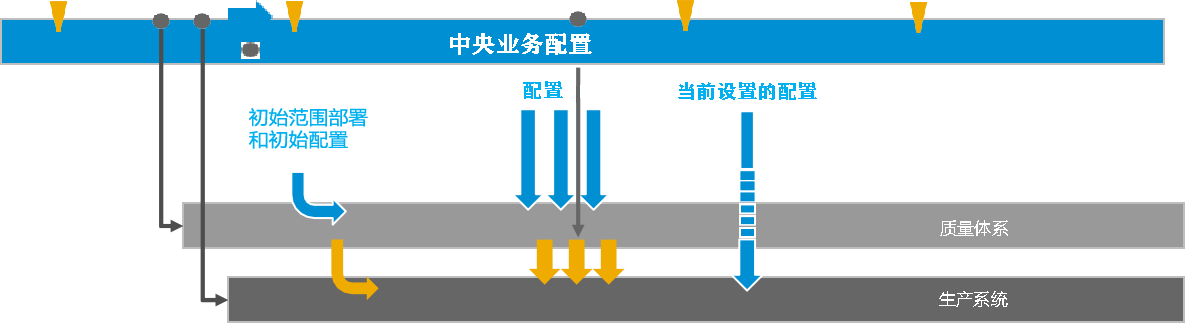 中央业务配置
配置
当前设置的配置
初始范围部署
和初始配置
质量体系
生产系统